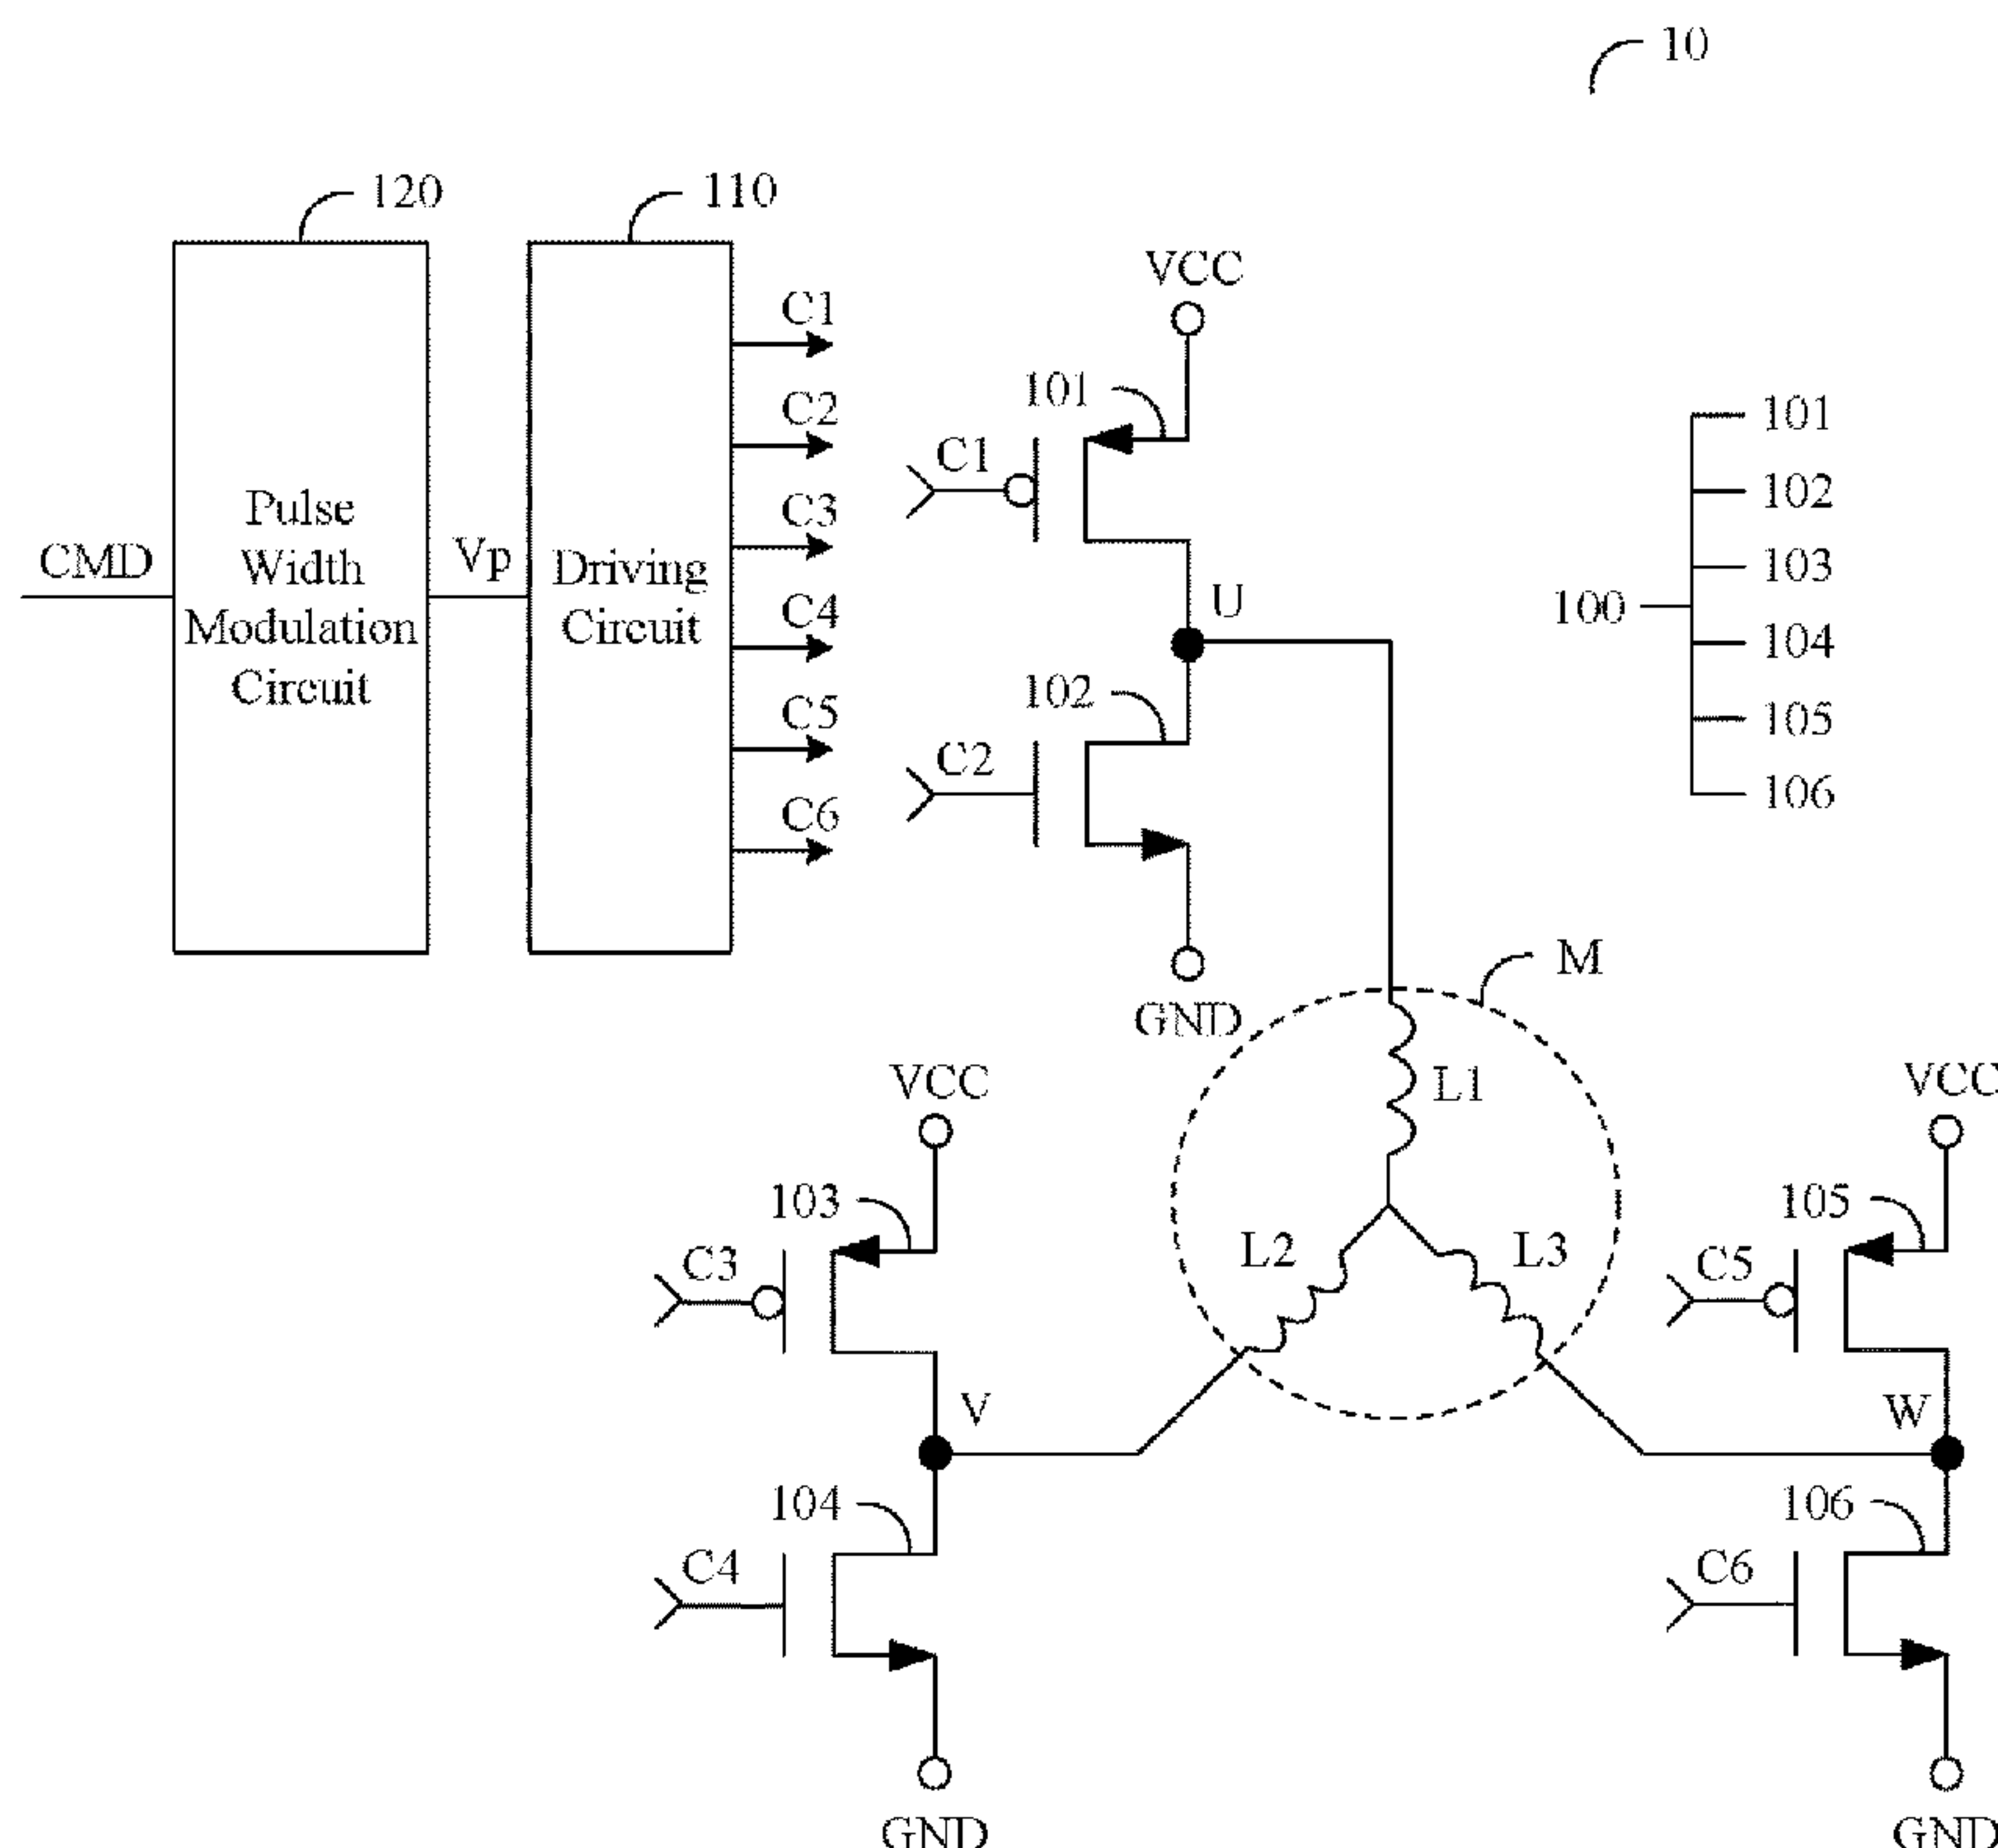 10
120
110
Pulse
Width
Modulation
Circuit
Driving
Circuit
CMD
Vp
C1
C2
C3
C4
C5
C6
VCC
101
C1
U
102
C2
GND
100
101
102
103
104
105
106
M
L1
L2
L3
VCC
103
C3
V
104
C4
GND
VCC
105
C5
W
106
C6
GND